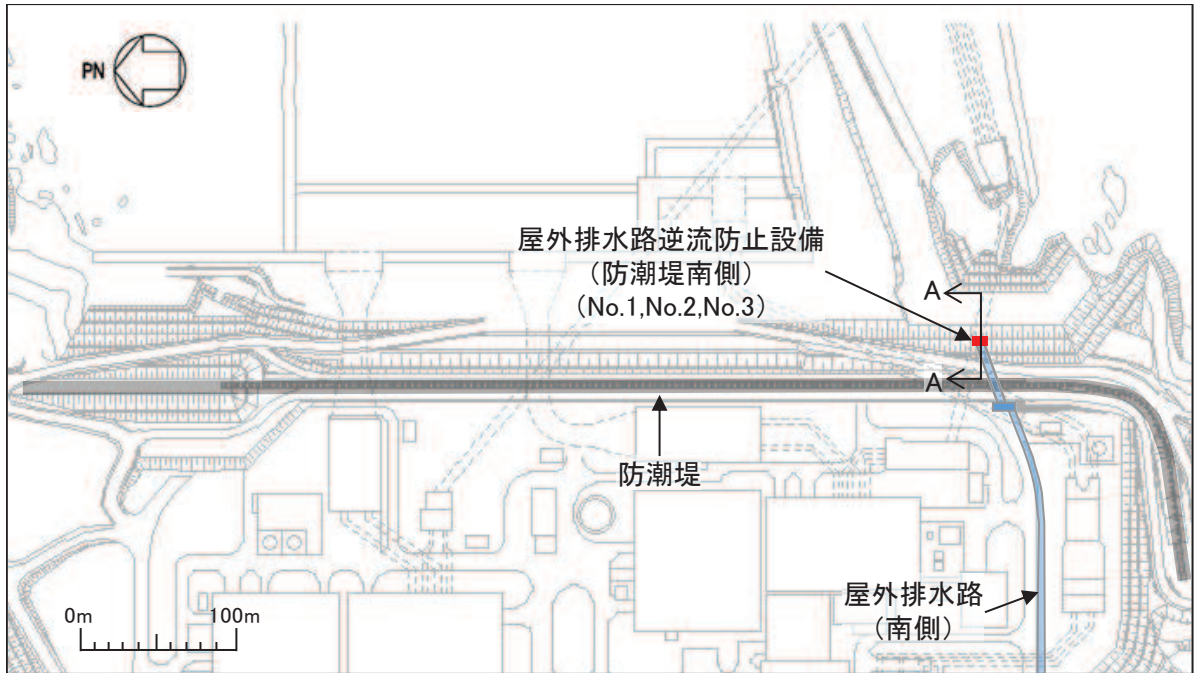 PN
屋外排水路逆流防止設備
（防潮堤南側）
（No.1,No.2,No.3）
A
A
防潮堤
屋外排水路
（南側）
0m
100m